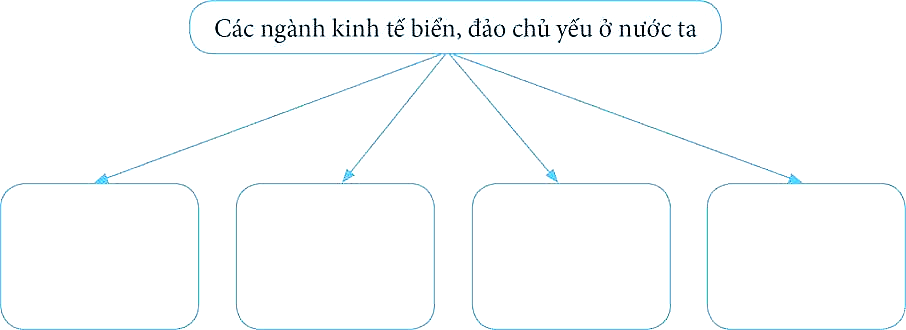 Các ngành kinh tế biển, đảo chủ yếu ở nước ta